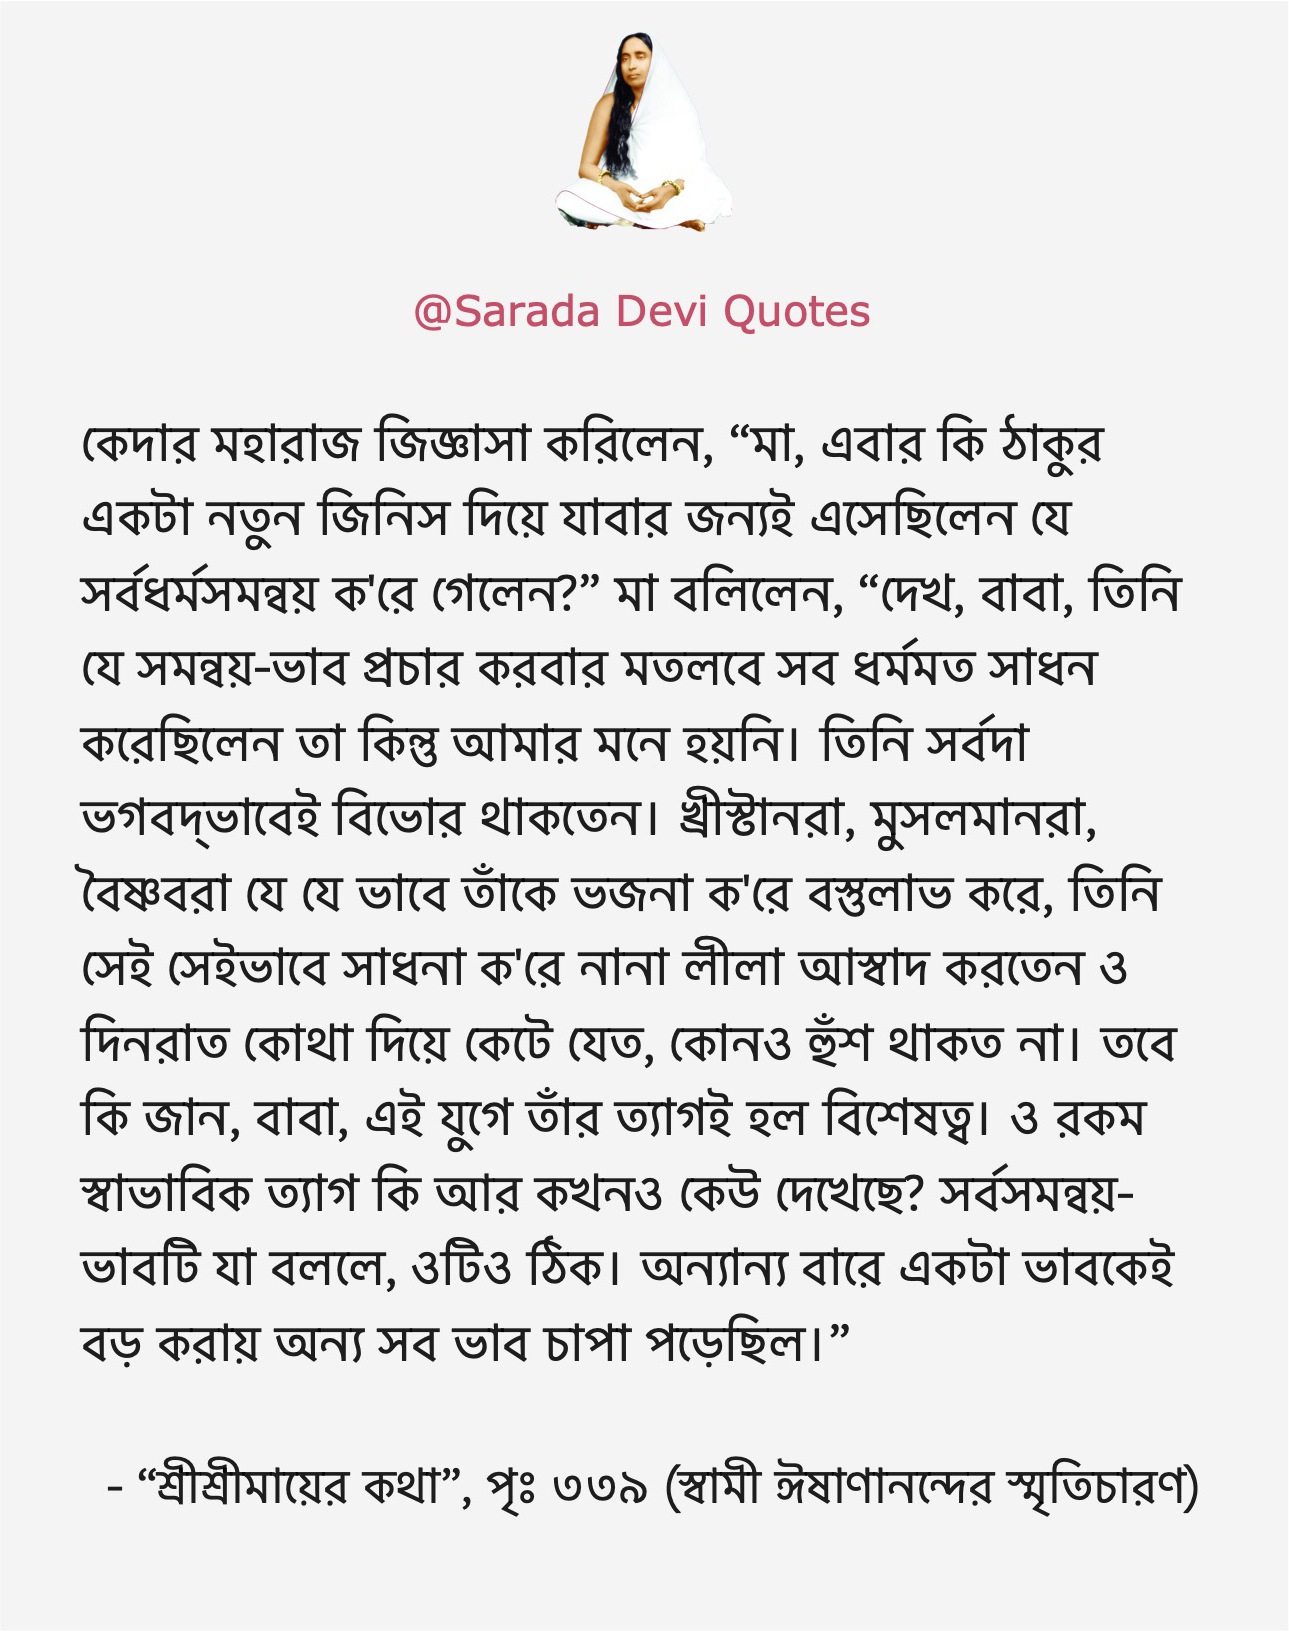 @Sarada Devi Quotes
কেদার মহারাজ জিজ্ঞাসা করিলেন, “মা, এবার কি ঠাকুর
একটা নতুন জিনিস দিয়ে যাবার জন্যই এসেছিলেন যে
সর্বধর্মসমন্বয় ক'রে গেলেন?” মা বলিলেন, “দেখ, বাবা, তিনি
যে সমন্বয়-ভাব প্রচার করবার মতলবে সব ধর্মমত সাধন
করেছিলেন তা কিন্তু আমার মনে হয়নি। তিনি সর্বদা
ভগবদ্‌ভাবেই বিভোর থাকতেন। খ্রীস্টানরা, মুসলমানরা,
বৈষ্ণবরা যে যে ভাবে তাঁকে ভজনা ক'রে বস্তুলাভ করে, তিনি
সেই সেইভাবে সাধনা ক'রে নানা লীলা আস্বাদ করতেন ও
দিনরাত কোথা দিয়ে কেটে যেত, কোনও হুঁশ থাকত না। তবে
কি জান, বাবা, এই যুগে তাঁর ত্যাগই হল বিশেষত্ব। ও রকম
স্বাভাবিক ত্যাগ কি আর কখনও কেউ দেখেছে? সর্বসমন্বয়-
ভাবটি যা বললে, ওটিও ঠিক। অন্যান্য বারে একটা ভাবকেই
বড় করায় অন্য সব ভাব চাপা পড়েছিল।”
- “শ্রীশ্রীমায়ের কথা”, পৃঃ ৩৩৯ (স্বামী ঈষাণানন্দের স্মৃতিচারণ)